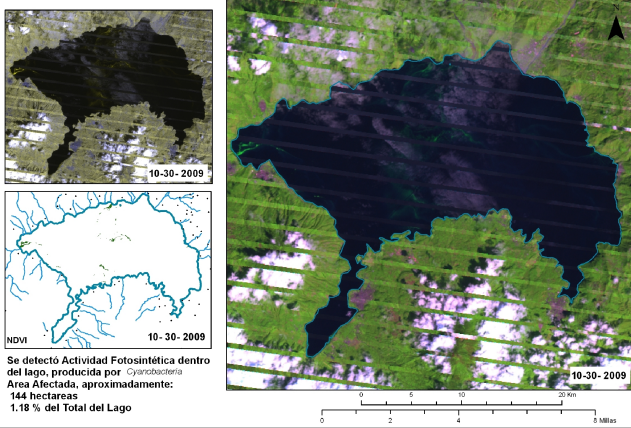 10-30-2009
NDVI
10-30-2009
Se detectó Actividad Fotosintética dentro
del lago, producida por Cyanobacteria
Area Afectada, aproximadamente:
144 hectareas
1.18 % del Total del Lago
N
10-30-2009
0 5 10 20 Km
0 2 4 8 Millas